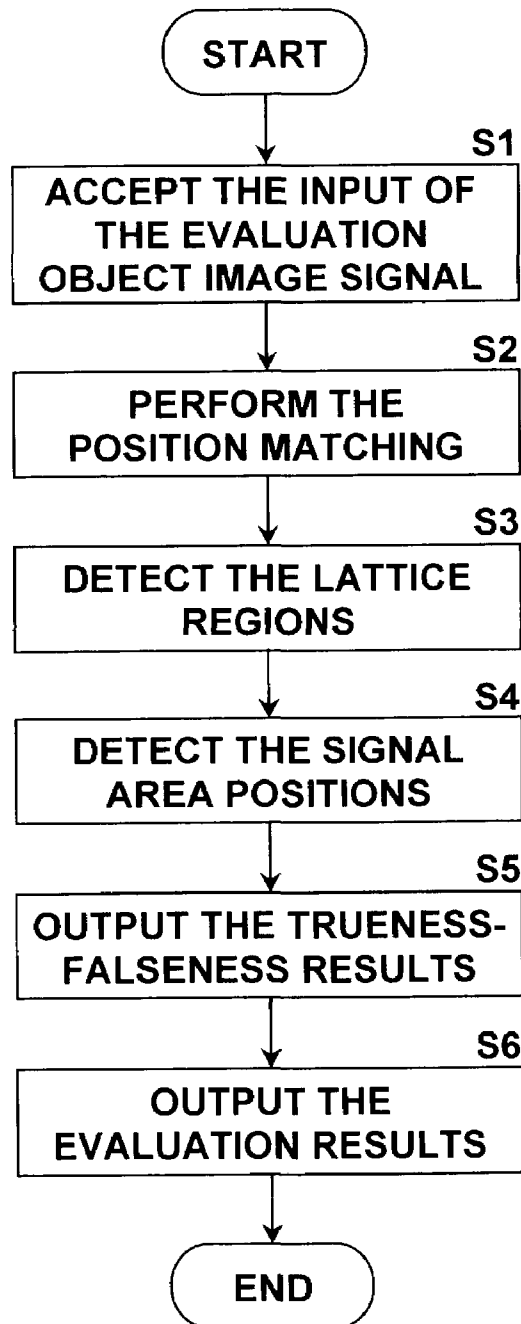 START
S1
ACCEPT THE INPUT OF
THE EVALUATION
OBJECT IMAGE SIGNAL
S2
PERFORM THE
POSITION MATCHING
S3
DETECT THE LATTICE
REGIONS
S4
DETECT THE SIGNAL
AREA POSITIONS
S5
OUTPUT THE TRUENESS-
FALSENESS RESULTS
S6
OUTPUT THE
EVALUATION RESULTS
END